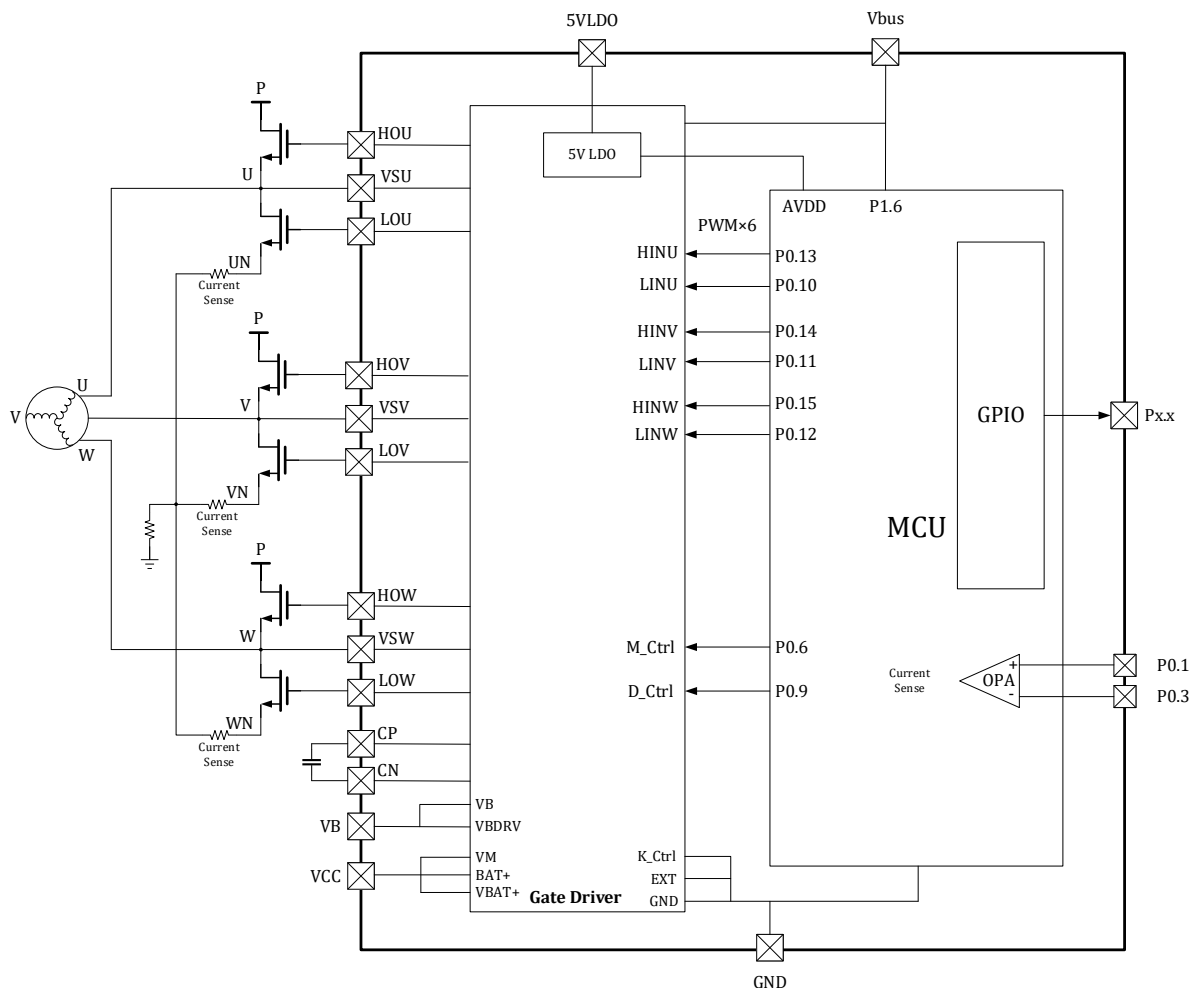 5VLDO
Vbus
P
HOU
5V LDO
U
VSU
AVDD
P1.6
LOU
PWM×6
UN
Current
Sense
HINU
P0.13
LINU
P0.10
P
HINV
P0.14
LINV
P0.11
HOV
U
V
V
VSV
HINW
P0.15
GPIO
Px.x
LINW
P0.12
W
LOV
VN
Current
Sense
MCU
P
HOW
W
VSW
M_Ctrl
P0.6
LOW
D_Ctrl
P0.9
Current
Sense
OPA
+
-
P0.1
P0.3
WN
Current
Sense
CP
CN
VB
VB
VBDRV
VCC
VM
BAT+
VBAT+
Gate Driver
K_Ctrl
EXT
GND
GND